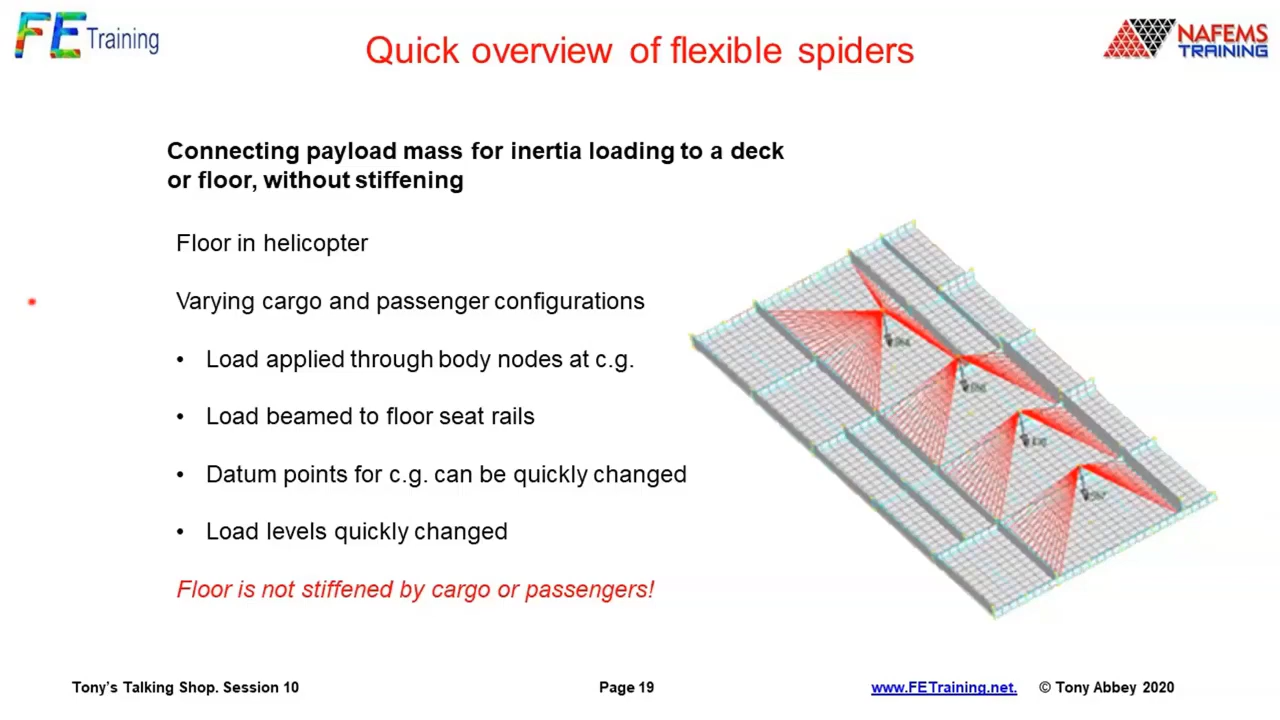 FE Training
Quick overview of flexible spiders
NAFEMS
TRAINING
Connecting payload mass for inertia loading to a deck
or floor, without stiffening
Floor in helicopter
Varying cargo and passenger configurations
• Load applied through body nodes at c.g.
• Load beamed to floor seat rails
• Datum points for c.g. can be quickly changed
• Load levels quickly changed
Floor is not stiffened by cargo or passengers!
Tony's Talking Shop. Session 10
Page 19
www.FETraining.net.
© Tony Abbey 2020